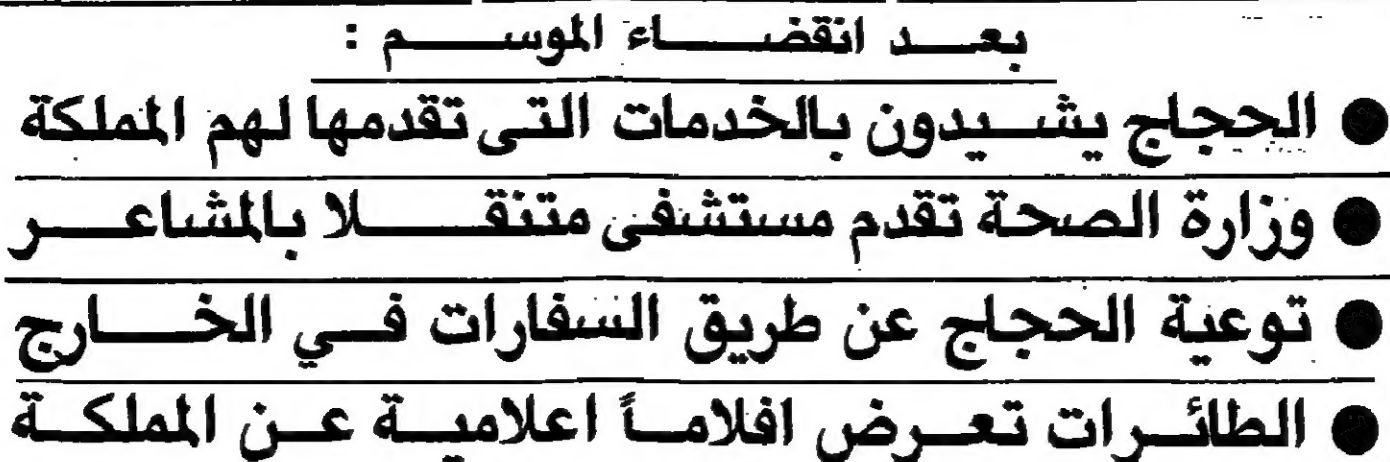 بعد انقضاء الموسم :
● الحجاج يشيدون بالخدمات التى تقدمها لهم المملكة
● وزارة الصحة تقدم مستشفى متنقلا بالمشاعر
● توعية الحجاج عن طريق السفارات في الخارج
● الطائرات تعرض افلاماً اعلامية عن المملكة